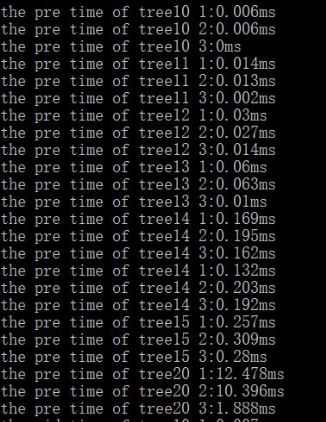 the pre time of tree10 1:0.006ms
the pre time of tree10 2:0.006ms
the pre time of tree10 3:0ms
the pre time of tree11 1:0.014ms
the pre time of tree11 2:0.013ms
the pre time of tree11 3:0.002ms
the pre time of tree12 1:0.03ms
the pre time of tree12 2:0.027ms
the pre time of tree12 3:0.014ms
the pre time of tree13 1:0.06ms
the pre time of tree13 2:0.063ms
the pre time of tree13 3:0.01ms
the pre time of tree14 1:0.169ms
the pre time of tree14 2:0.195ms
the pre time of tree14 3:0.162ms
the pre time of tree14 1:0.132ms
the pre time of tree14 2:0.203ms
the pre time of tree14 3:0.192ms
the pre time of tree15 1:0.257ms
the pre time of tree15 2:0.309ms
the pre time of tree15 3:0.28ms
the pre time of tree20 1:12.478ms
the pre time of tree20 2:10.396ms
the pre time of tree20 3:1.888ms